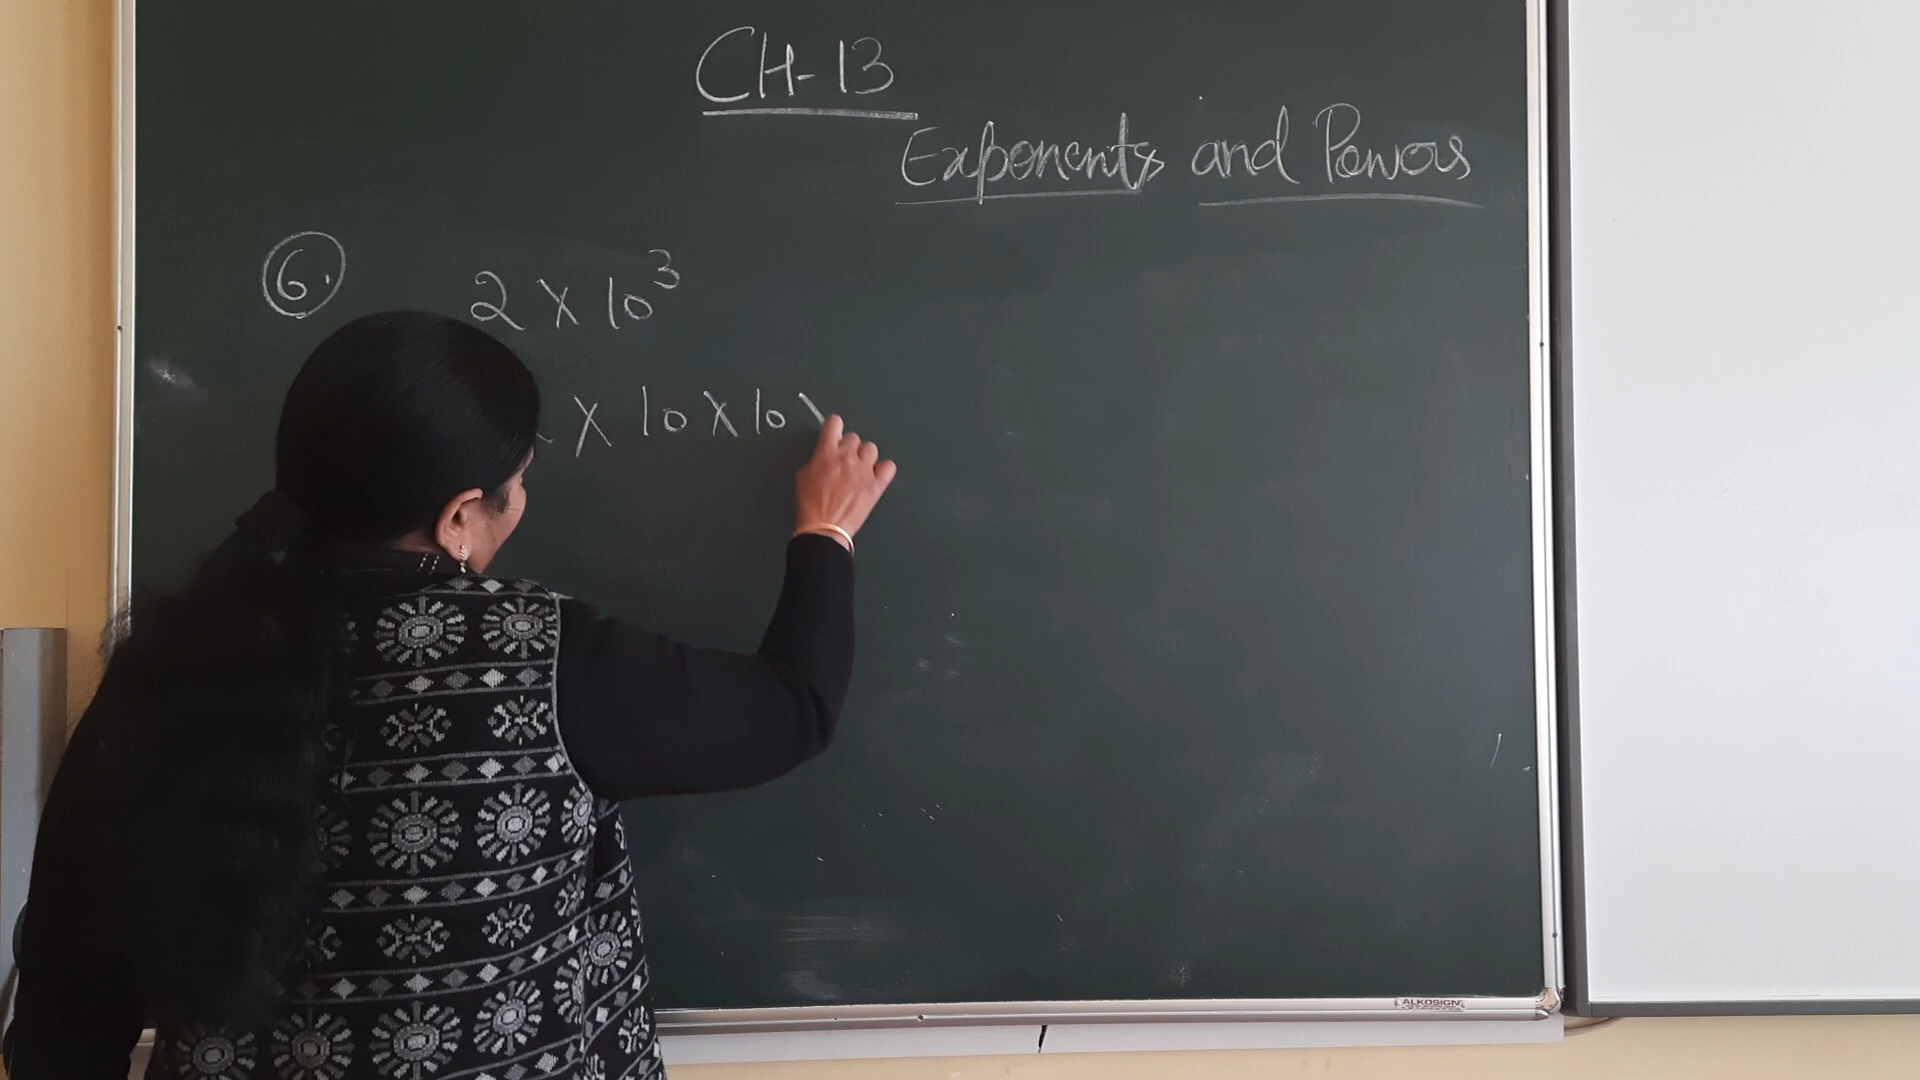 CH-13
Exponents and Powers
6. 2 X 10³
X 10 X 10 X
ALKOSIGN